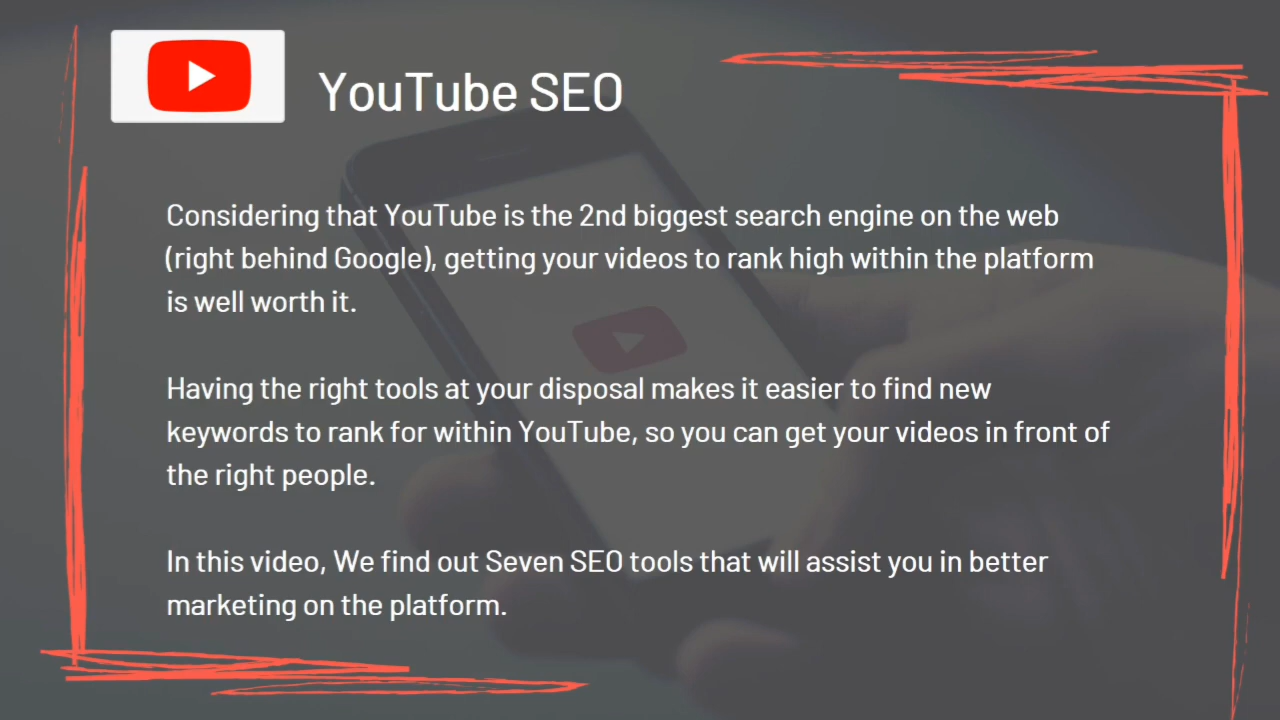 YouTube SEO
Considering that YouTube is the 2nd biggest search engine on the web
(right behind Google), getting your videos to rank high within the platform
is well worth it.
Having the right tools at your disposal makes it easier to find new
keywords to rank for within YouTube, so you can get your videos in front of
the right people.
In this video, We find out Seven SEO tools that will assist you in better
marketing on the platform.